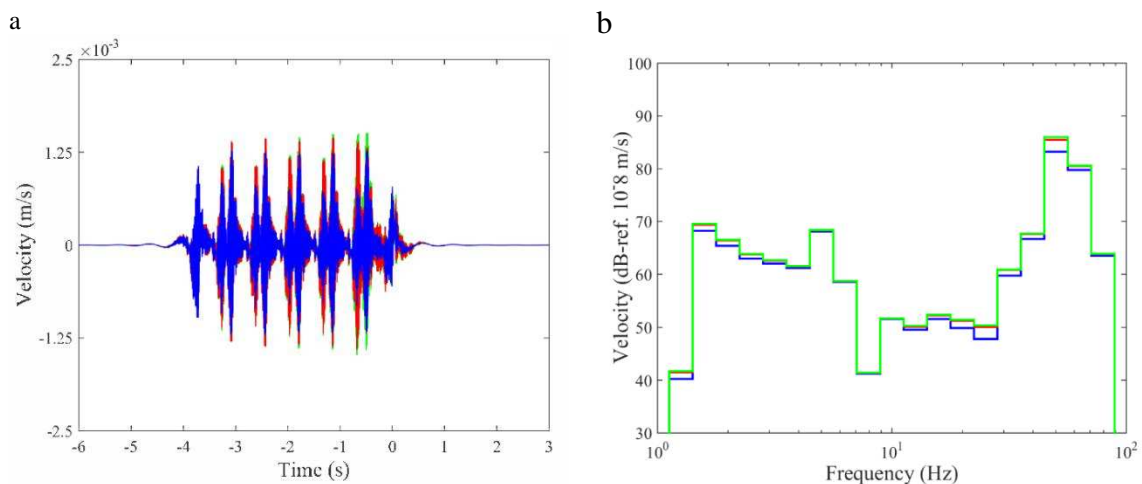 a
×10⁻³
2.5
1.25
0
-1.25
-2.5
Velocity (m/s)
-6 -5 -4 -3 -2 -1 0 1 2 3
Time (s)
b
100
90
80
70
60
50
40
30
Velocity (dB-ref. 10⁻8 m/s)
10⁰ 10¹ 10²
Frequency (Hz)